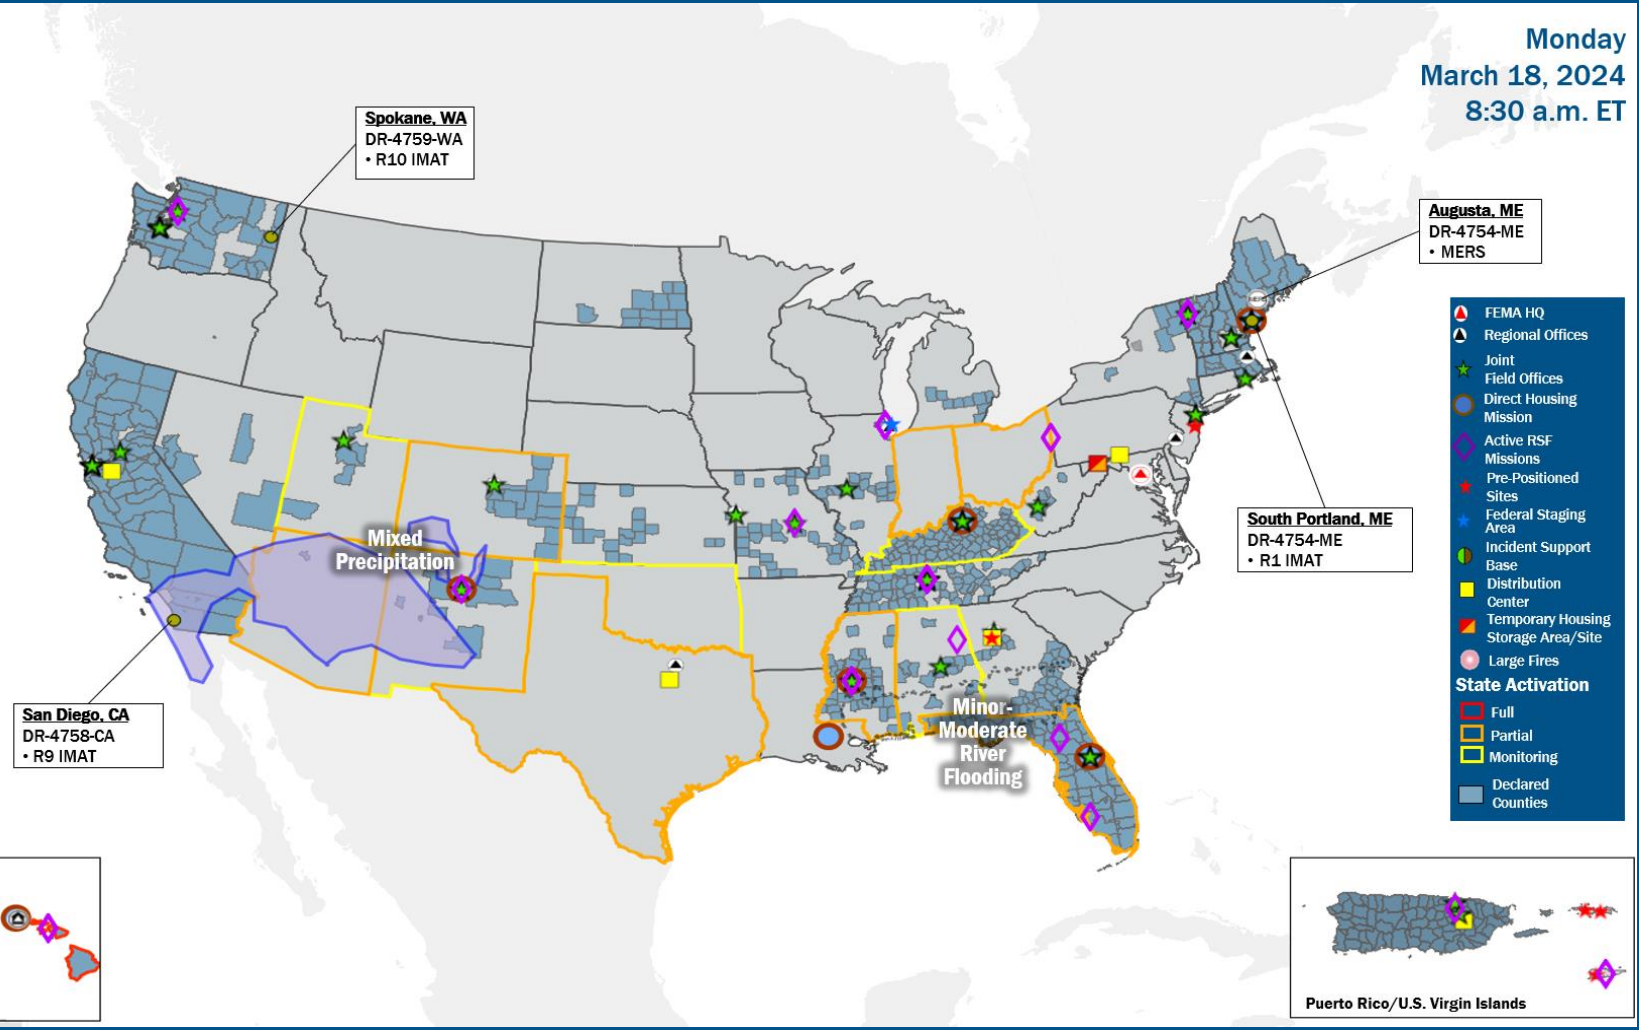 Monday
March 18, 2024
8:30 a.m. ET
Spokane, WA
DR-4759-WA
• R10 IMAT
Augusta, ME
DR-4754-ME
• MERS
FEMA HQ
Regional Offices
Joint
Field Offices
Direct Housing
Mission
Active RSF
Missions
Pre-Positioned
Sites
Federal Staging
Area
Incident Support
Base
Distribution
Center
Temporary Housing
Storage Area/Site
Large Fires
State Activation
Full
Partial
Monitoring
Declared
Counties
Mixed
Precipitation
South Portland, ME
DR-4754-ME
• R1 IMAT
San Diego, CA
DR-4758-CA
• R9 IMAT
Minor-
Moderate
River
Flooding
Puerto Rico/U.S. Virgin Islands